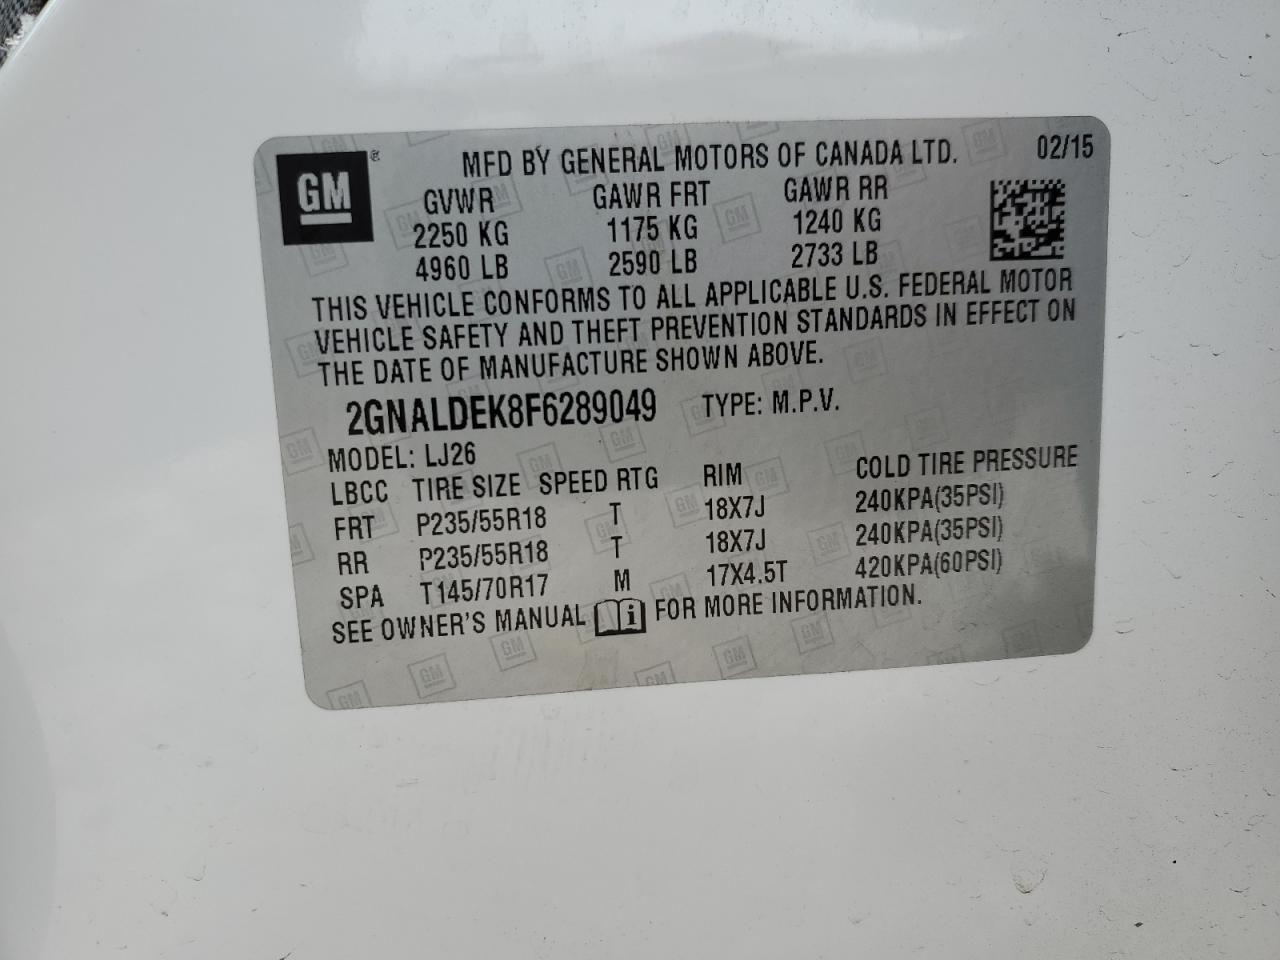 GM ® MFD BY GENERAL MOTORS OF CANADA LTD. 02/15
GVWR GAWR FRT GAWR RR
2250 KG 1175 KG 1240 KG
4960 LB 2590 LB 2733 LB
THIS VEHICLE CONFORMS TO ALL APPLICABLE U.S. FEDERAL MOTOR
VEHICLE SAFETY AND THEFT PREVENTION STANDARDS IN EFFECT ON
THE DATE OF MANUFACTURE SHOWN ABOVE.
2GNALDEK8F6289049 TYPE: M.P.V.
MODEL: LJ26
LBCC TIRE SIZE SPEED RTG RIM COLD TIRE PRESSURE
FRT P235/55R18 T 18X7J 240KPA(35PSI)
RR P235/55R18 T 18X7J 240KPA(35PSI)
SPA T145/70R17 M 17X4.5T 420KPA(60PSI)
SEE OWNER'S MANUAL i FOR MORE INFORMATION.